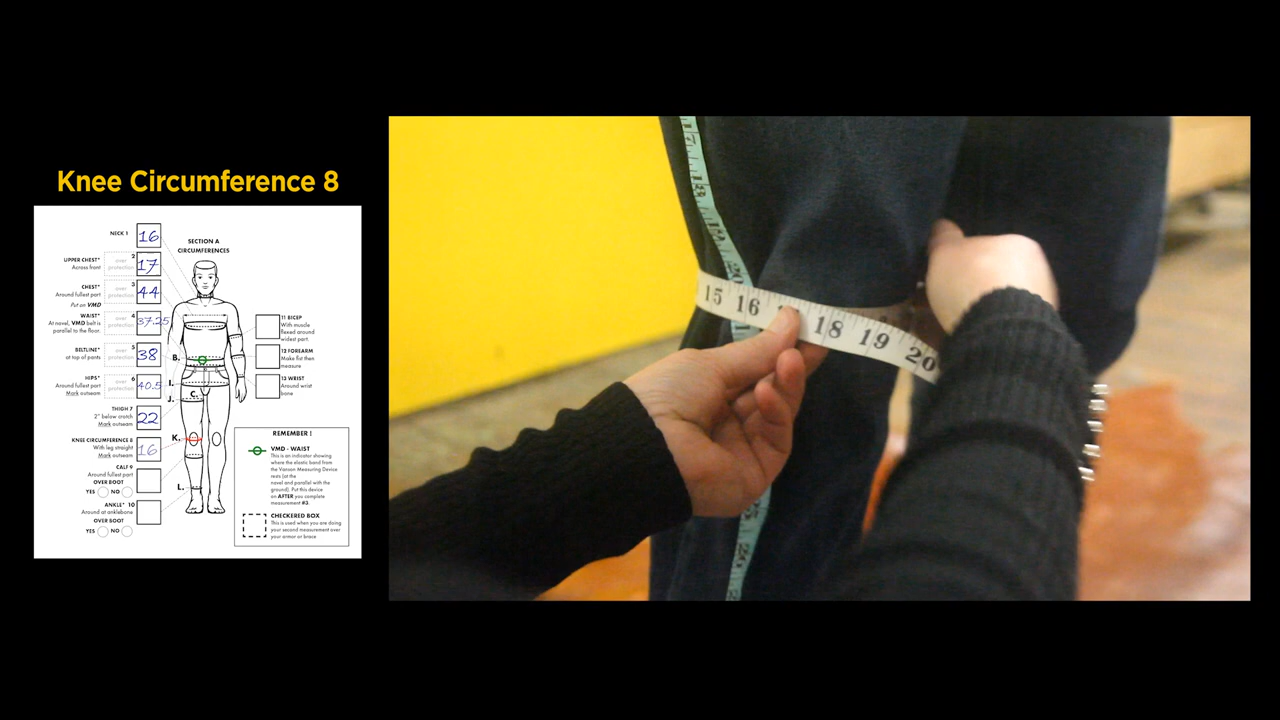 Knee Circumference 8
SECTION A
CIRCUMFERENCES
NECK 1
16
UPPER CHEST*
Across front
over
protection
2
17
CHEST*
Around fullest part
over
protection
3
44
Put on VMD
WAIST*
At navel, VMD belt is
parallel to the floor.
over
protection
4
37.25
BELTLINE*
at top of pants
over
protection
5
38
HIPS*
Around fullest part
Mark outseam
over
protection
6
40.5
THIGH 7
2" below crotch
Mark outseam
22
KNEE CIRCUMFERENCE 8
With leg straight
Mark outseam
16
CALF 9
Around fullest part
OVER BOOT
YES NO
ANKLE* 10
Around at anklebone
OVER BOOT
YES NO
B.
I.
C.
J.
K.
L.
11 BICEP
With muscle
flexed around
widest part.
12 FOREARM
Make fist then
measure
13 WRIST
Around wrist
bone
REMEMBER !
VMD - WAIST
This is an indicator showing
where the elastic band from
the Vanson Measuring Device
rests (at the
navel and parallel with the
ground). Put this device
on AFTER you complete
measurement #3.
CHECKERED BOX
This is used when you are doing
your second measurement over
your armor or brace
15 16 18 19 20